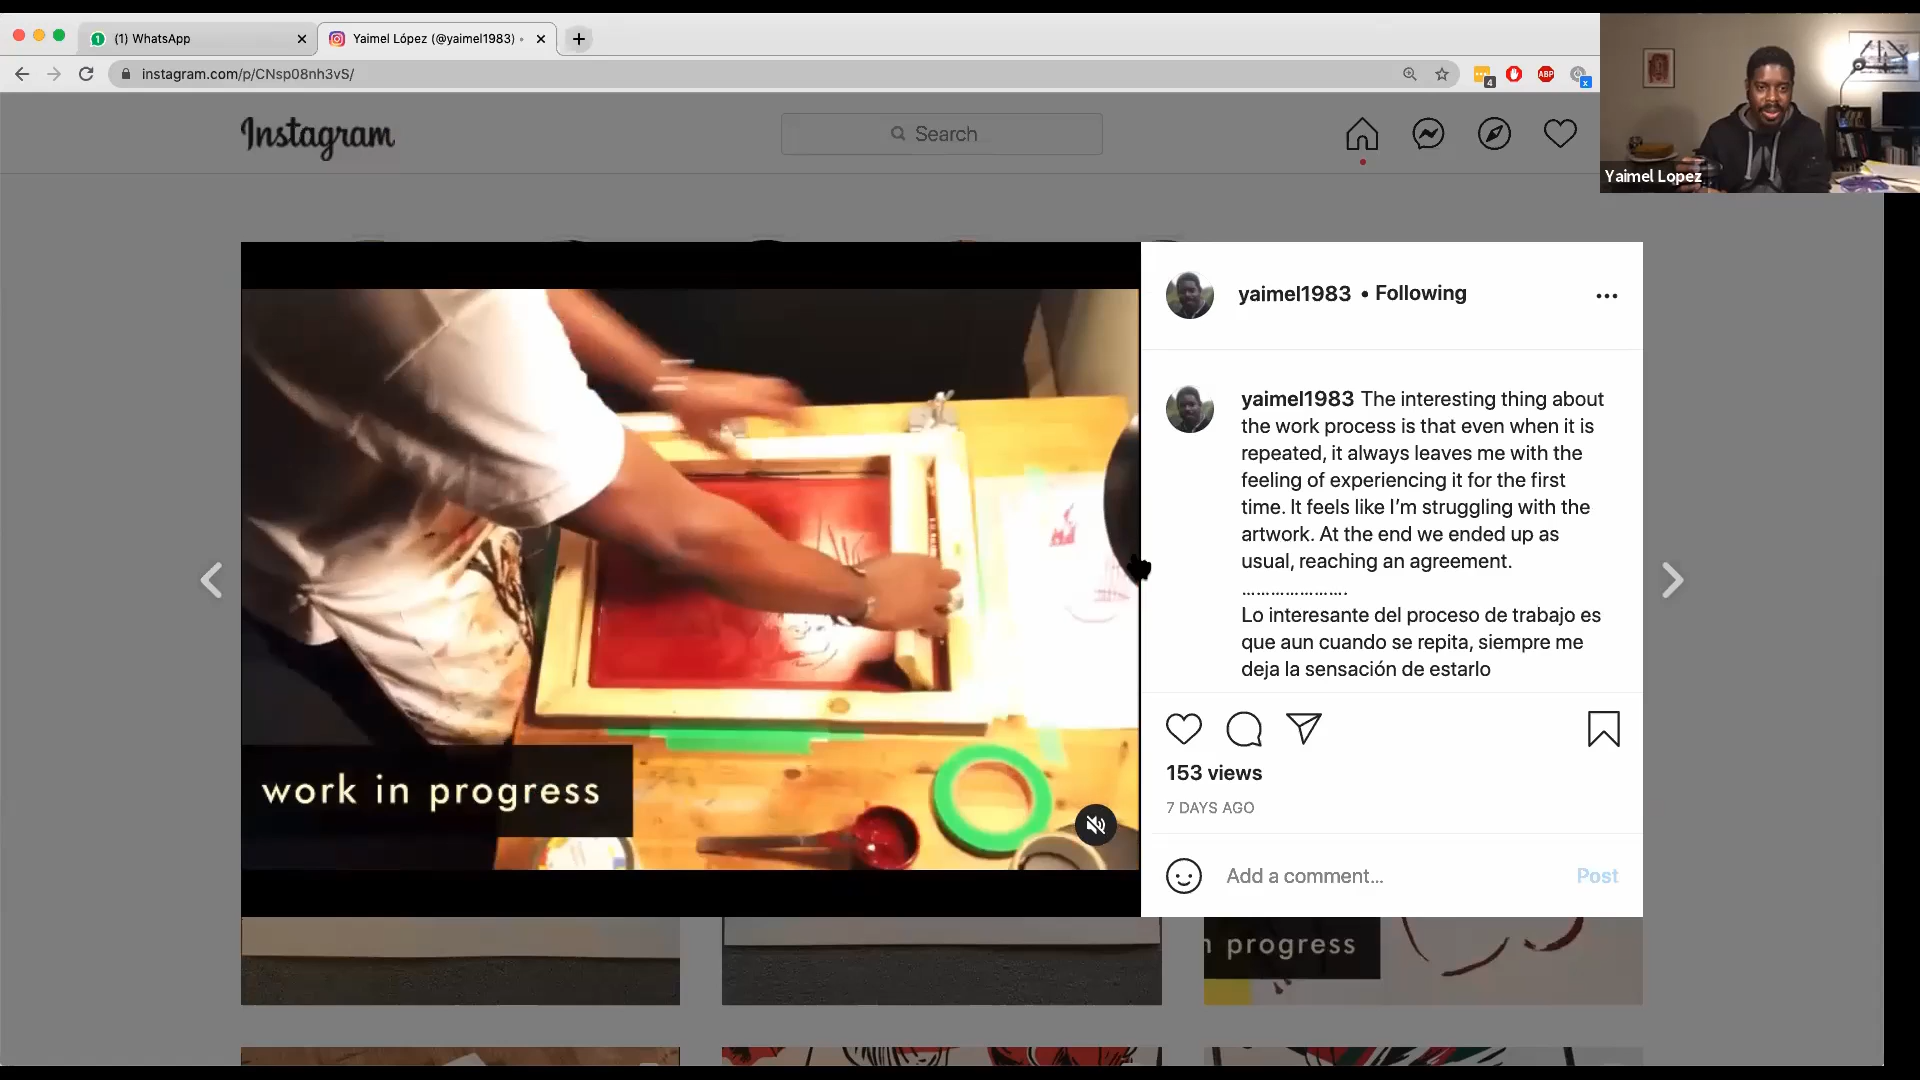 (1) WhatsApp
Yaimel López (@yaimel1983) •
instagram.com/p/CNsp08nh3vS/
4
ABP
x
Instagram
Search
Yaimel Lopez
yaimel1983 • Following
yaimel1983 The interesting thing about
the work process is that even when it is
repeated, it always leaves me with the
feeling of experiencing it for the first
time. It feels like I'm struggling with the
artwork. At the end we ended up as
usual, reaching an agreement.
.....................
Lo interesante del proceso de trabajo es
que aun cuando se repita, siempre me
deja la sensación de estarlo
work in progress
153 views
7 DAYS AGO
Add a comment...
Post
n progress